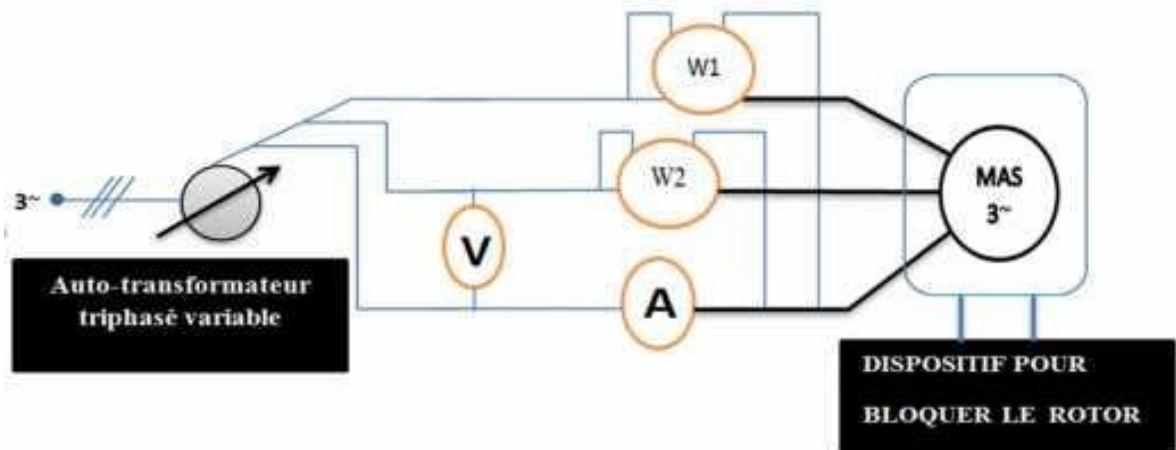 W1
W2
MAS
3~
3~
V
Auto-transformateur
triphasé variable
A
DISPOSITIF POUR
BLOQUER LE ROTOR